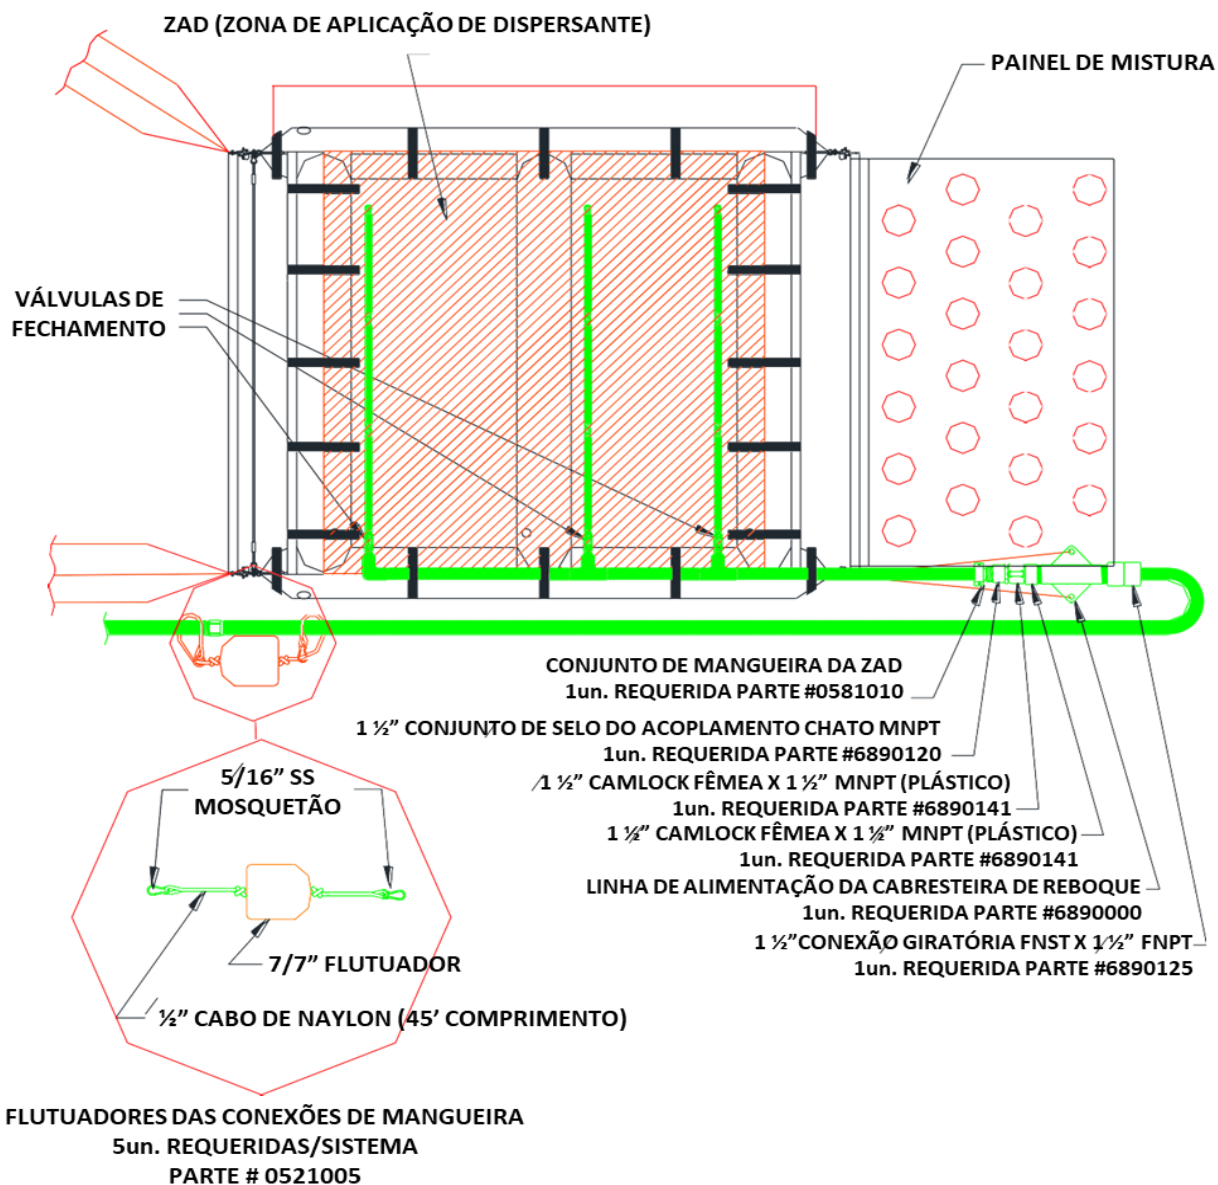 ZAD (ZONA DE APLICAÇÃO DE DISPERSANTE)
PAINEL DE MISTURA
VÁLVULAS DE
FECHAMENTO
CONJUNTO DE MANGUEIRA DA ZAD
1un. REQUERIDA PARTE #0581010
1 ½” CONJUNTO DE SELO DO ACOPLAMENTO CHATO MNPT
1un. REQUERIDA PARTE #6890120
1 ½” CAMLOCK FÊMEA X 1 ½” MNPT (PLÁSTICO)
1un. REQUERIDA PARTE #6890141
1 ½” CAMLOCK FÊMEA X 1 ½” MNPT (PLÁSTICO)
1un. REQUERIDA PARTE #6890141
LINHA DE ALIMENTAÇÃO DA CABRESTEIRA DE REBOQUE
1un. REQUERIDA PARTE #6890000
1 ½”CONEXÃO GIRATÓRIA FNST X 1 ½” FNPT
1un. REQUERIDA PARTE #6890125
5/16” SS
MOSQUETÃO
7/7” FLUTUADOR
½” CABO DE NAYLON (45’ COMPRIMENTO)
FLUTUADORES DAS CONEXÕES DE MANGUEIRA
5un. REQUERIDAS/SISTEMA
PARTE # 0521005